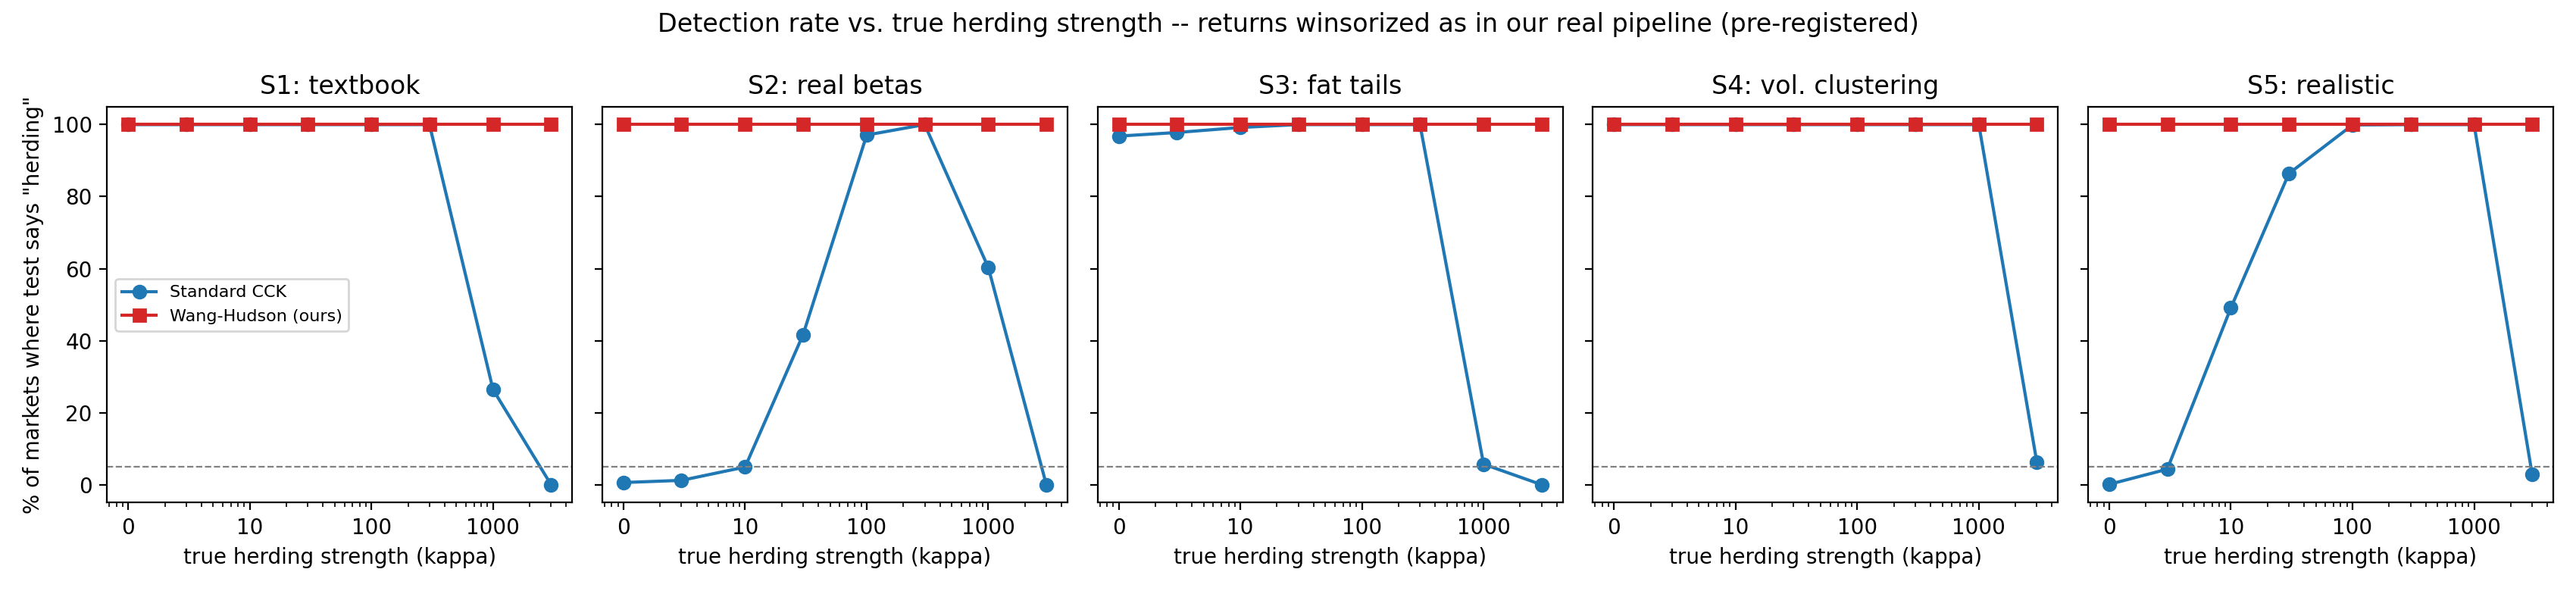 Detection rate vs. true herding strength -- returns winsorized as in our real pipeline (pre-registered)
S1: textbook
S2: real betas
S3: fat tails
S4: vol. clustering
S5: realistic
% of markets where test says "herding"
100
80
60
40
20
0
Standard CCK
Wang-Hudson (ours)
0 10 100 1000
0 10 100 1000
0 10 100 1000
0 10 100 1000
0 10 100 1000
true herding strength (kappa)
true herding strength (kappa)
true herding strength (kappa)
true herding strength (kappa)
true herding strength (kappa)